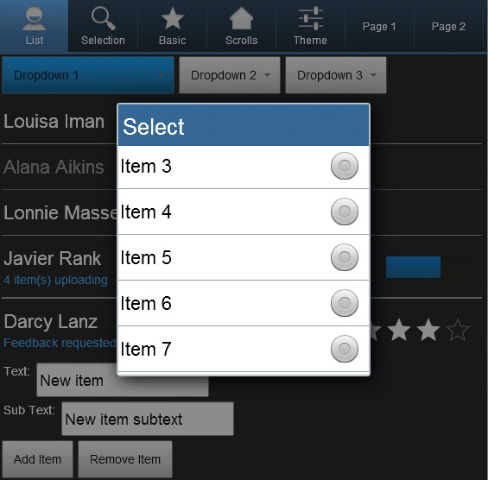 List
Selection
Basic
Scrolls
Theme
Page 1
Page 2
Dropdown 1
Dropdown 2
Dropdown 3
Louisa Iman
Select
Item 3
Alana Aikins
Item 4
Lonnie Masse
Item 5
Javier Rank
4 item(s) uploading
Item 6
Darcy Lanz
Feedback requested
Item 7
Text:
New item
Sub Text:
New item subtext
Add Item
Remove Item